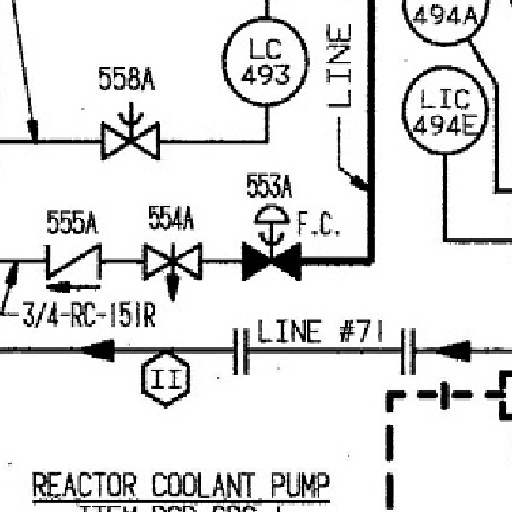 494A
LC
493
LINE
558A
LIC
494E
553A
555A
554A
F.C.
3/4-RC-151R
LINE #71
II
REACTOR COOLANT PUMP